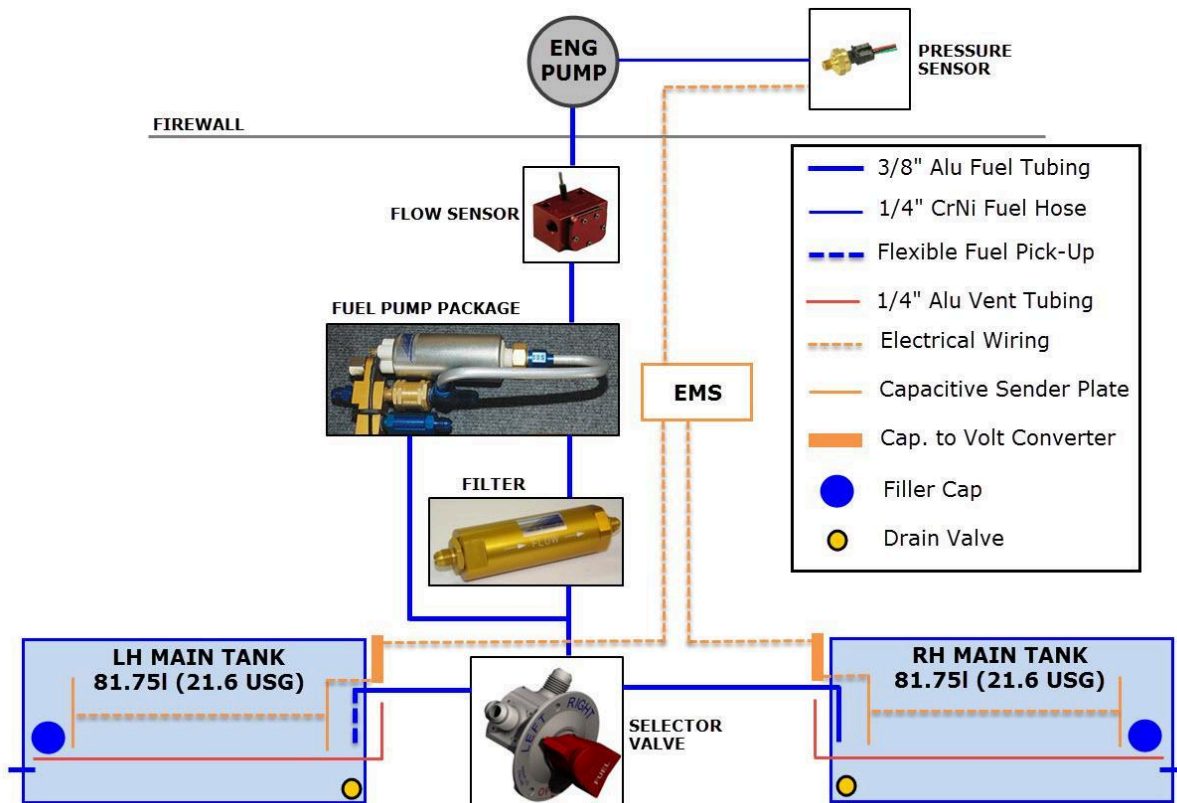 ENG
PUMP
PRESSURE
SENSOR
FIREWALL
FLOW SENSOR
FUEL PUMP PACKAGE
EMS
FILTER
FLOW
3/8" Alu Fuel Tubing
1/4" CrNi Fuel Hose
Flexible Fuel Pick-Up
1/4" Alu Vent Tubing
Electrical Wiring
Capacitive Sender Plate
Cap. to Volt Converter
Filler Cap
Drain Valve
LH MAIN TANK
81.75l (21.6 USG)
LEFT
RIGHT
FUEL
SELECTOR
VALVE
RH MAIN TANK
81.75l (21.6 USG)